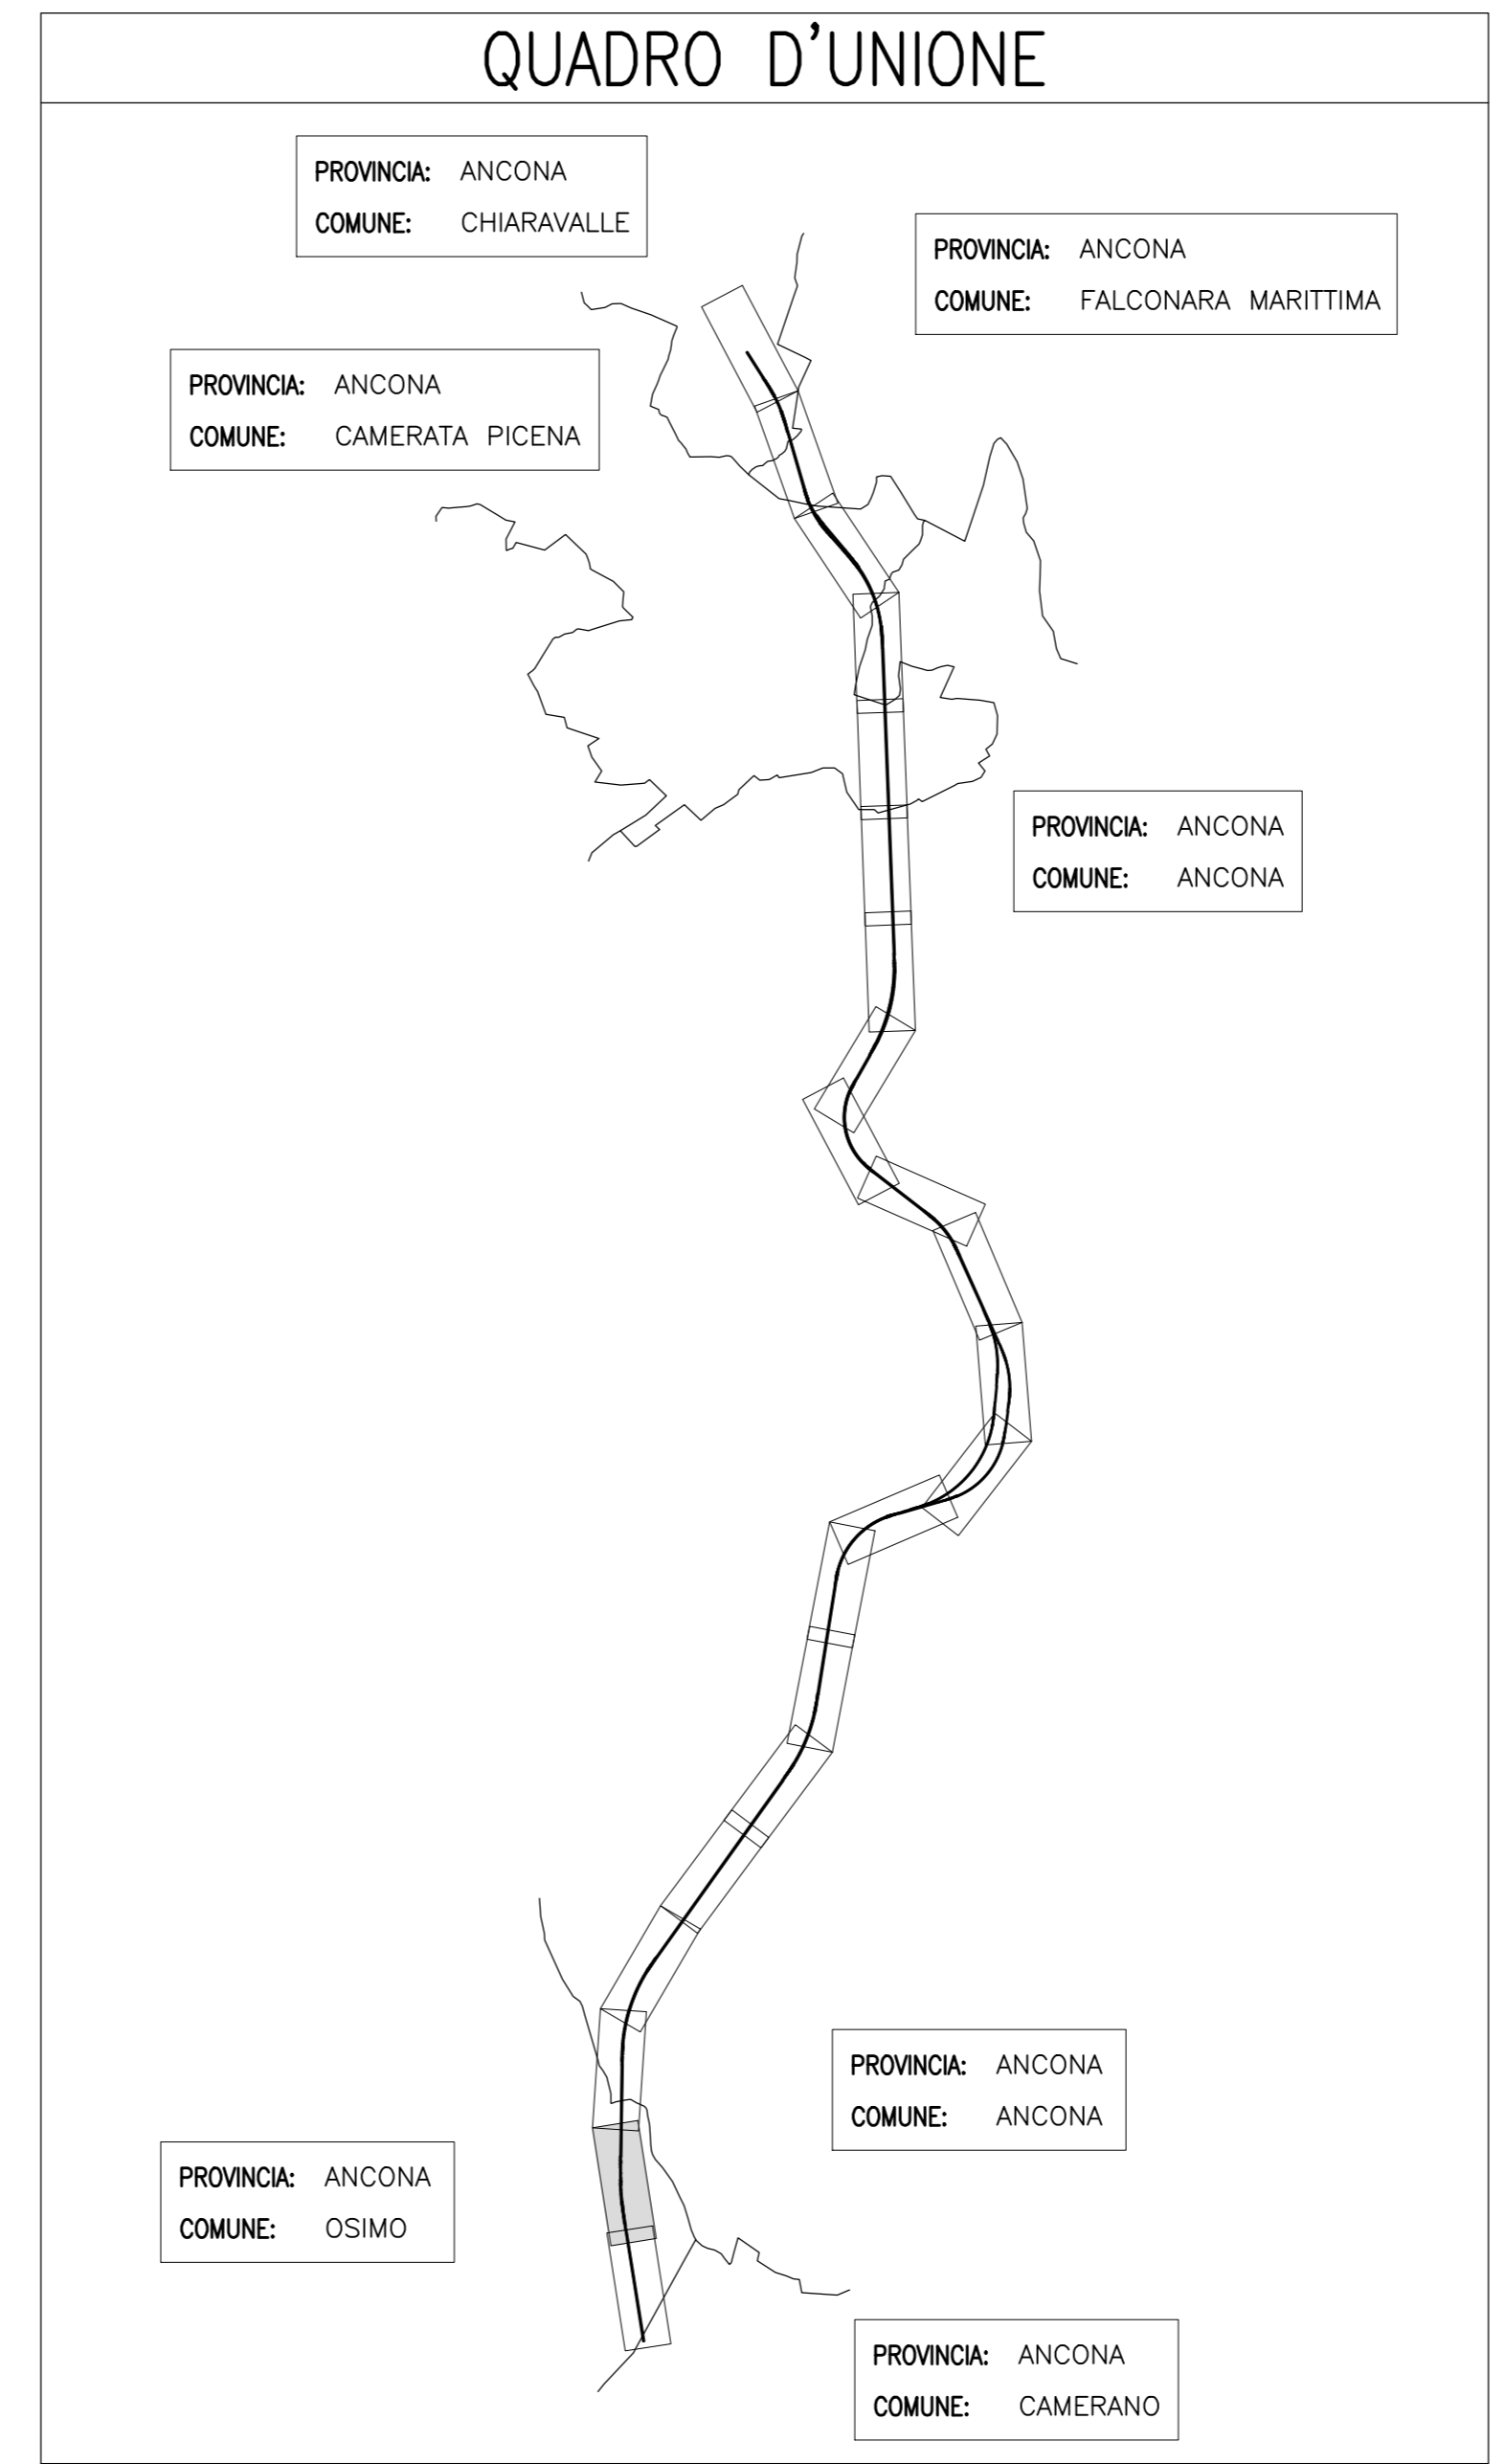 QUADRO D'UNIONE
PROVINCIA: ANCONA
COMUNE: CHIARAVALLE
PROVINCIA: ANCONA
COMUNE: FALCONARA MARITTIMA
PROVINCIA: ANCONA
COMUNE: CAMERATA PICENA
PROVINCIA: ANCONA
COMUNE: ANCONA
PROVINCIA: ANCONA
COMUNE: ANCONA
PROVINCIA: ANCONA
COMUNE: OSIMO
PROVINCIA: ANCONA
COMUNE: CAMERANO